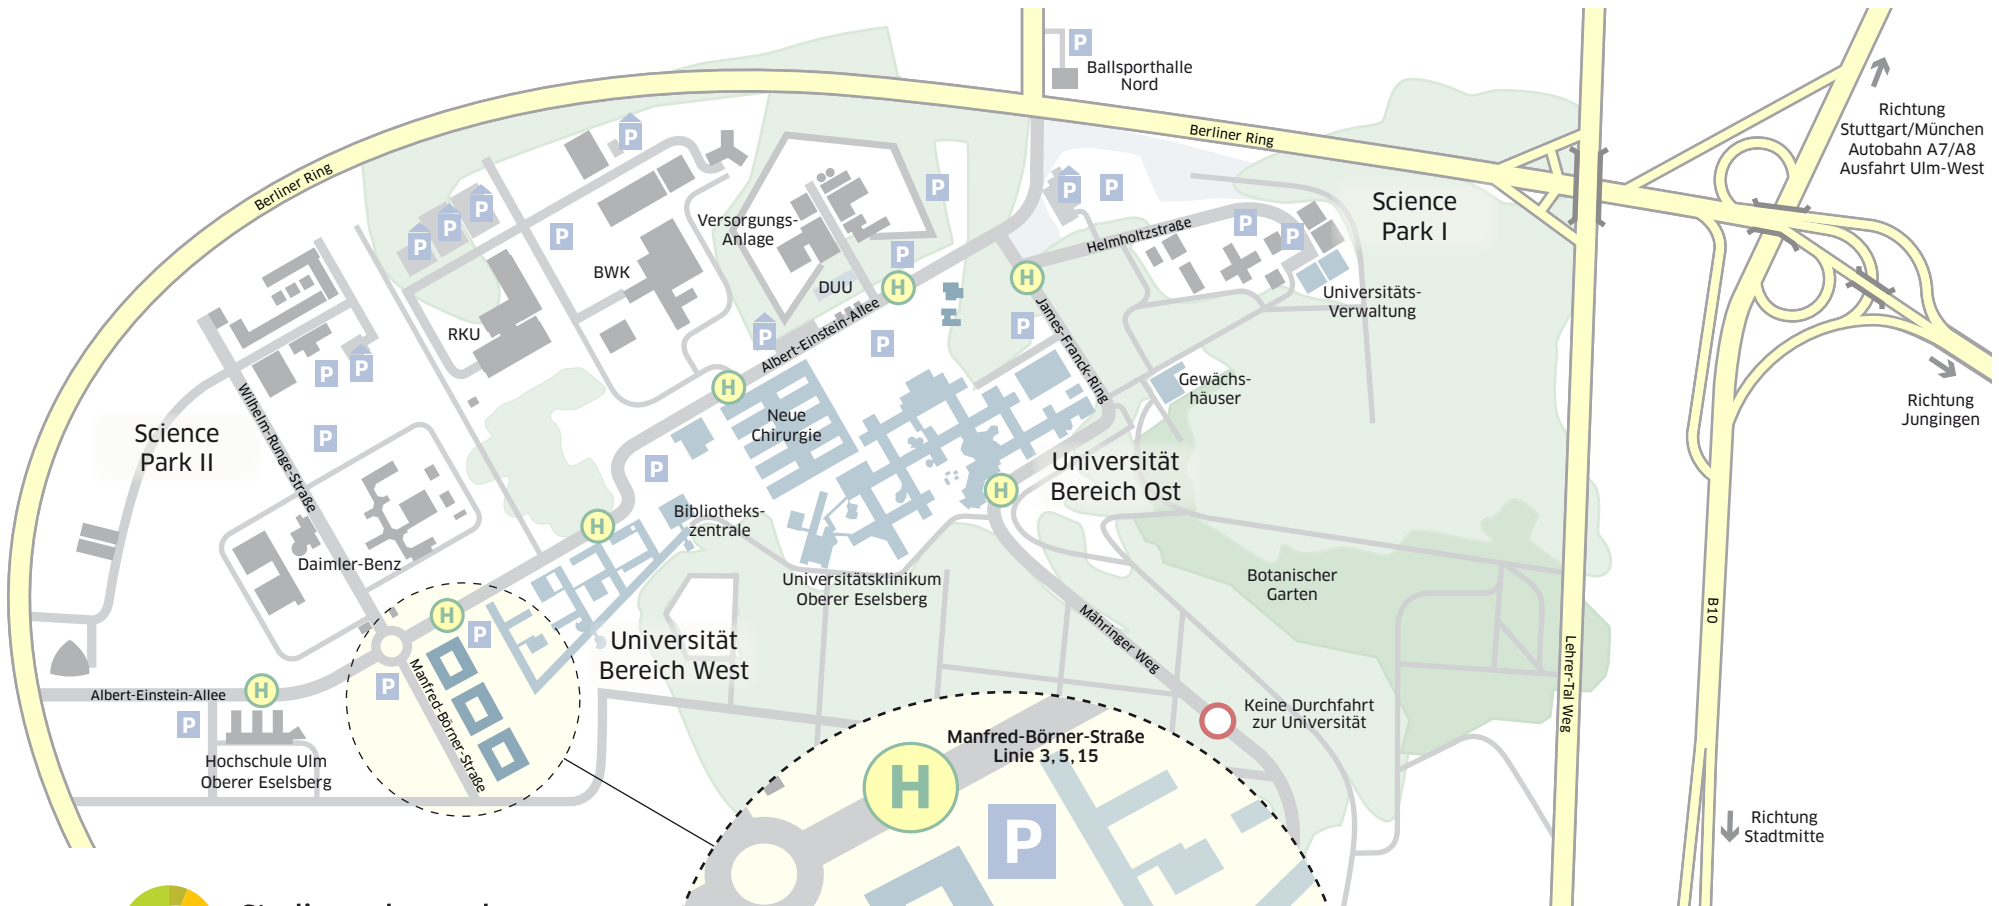 P
Ballsporthalle
Nord
Richtung
Stuttgart/München
Autobahn A7/A8
Ausfahrt Ulm-West
Berliner Ring
Berliner Ring
P
P
P
P
P
P
P
P
P
P
P
P
Science
Park I
Versorgungs-
Anlage
Helmholtzstraße
BWK
DUU
H
H
Universitäts-
Verwaltung
RKU
P
P
P
James-Franck-Ring
Albert-Einstein-Allee
P
P
H
Gewächs-
häuser
Richtung
Jungingen
Wilhelm-Runge-Straße
Neue
Chirurgie
Science
Park II
P
P
Universität
Bereich Ost
H
H
Bibliotheks-
zentrale
Daimler-Benz
Universitätsklinikum
Oberer Eselsberg
Botanischer
Garten
B10
H
P
Mähringer Weg
Universität
Bereich West
Lehrer-Tal Weg
Albert-Einstein-Allee
H
P
Manfred-Börner-Straße
P
Keine Durchfahrt
zur Universität
Hochschule Ulm
Oberer Eselsberg
Manfred-Börner-Straße
Linie 3, 5, 15
H
P
Richtung
Stadtmitte